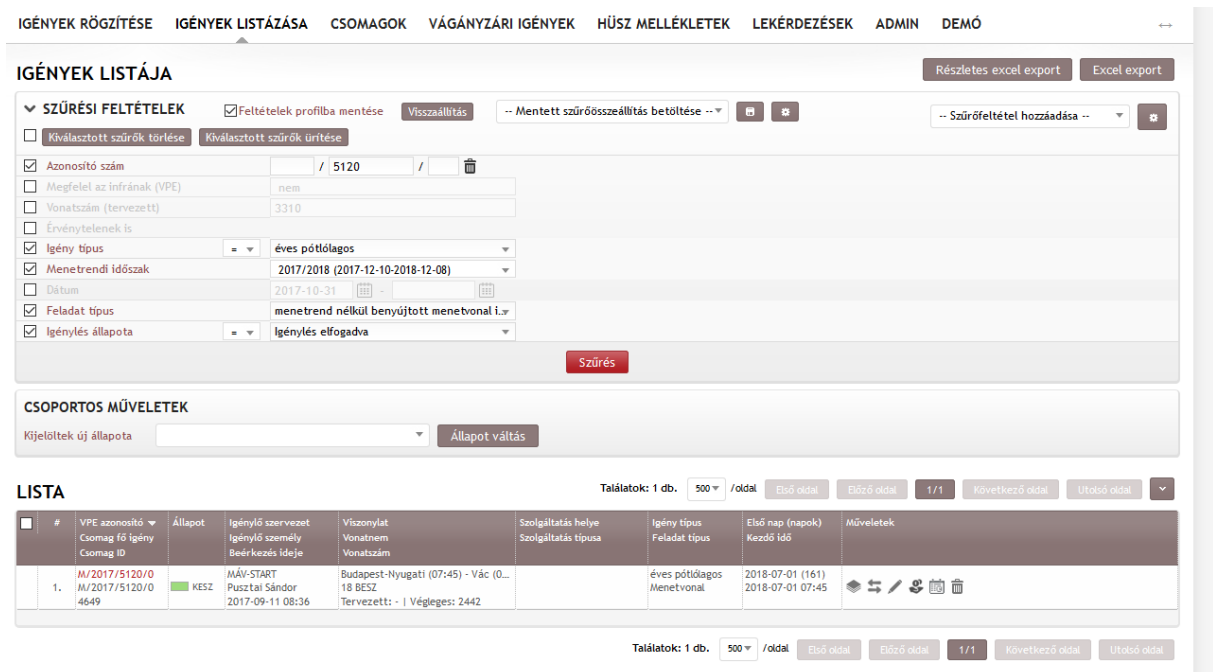 IGÉNYEK RÖGZÍTÉSE IGÉNYEK LISTÁZÁSA CSOMAGOK VÁGÁNYZÁRI IGÉNYEK HÜSZ MELLÉKLETEK LEKÉRDEZÉSEK ADMIN DEMÓ
IGÉNYEK LISTÁJA Részletes excel export Excel export
SZŰRÉSI FELTÉTELEK Feltételek profilba mentése Visszaállítás -- Mentett szűrőösszeállítás betöltése -- -- Szűrőfeltétel hozzáadása --
Kiválasztott szűrők törlése Kiválasztott szűrők ürítése
Azonosító szám / 5120 /
Megfelel az infrának (VPE) nem
Vonatszám (tervezett) 3310
Érvénytelenek is
Igény típus = éves pótlólagos
Menetrendi időszak 2017/2018 (2017-12-10-2018-12-08)
Dátum 2017-10-31 -
Feladat típus menetrend nélkül benyújtott menetvonal i...
Igénylés állapota = Igénylés elfogadva
Szűrés
CSOPORTOS MŰVELETEK
Kijelöltek új állapota Állapot váltás
LISTA Találatok: 1 db. 500 /oldal Első oldal Előző oldal 1/1 Következő oldal Utolsó oldal
# VPE azonosító Állapot Igénylő szervezet Viszonylat Szolgáltatás helye Igény típus Első nap (napok) Műveletek
Csomag fő igény Igénylő személy Vonatnem Szolgáltatás típusa Feladat típus Kezdő idő
Csomag ID Beérkezés ideje Vonatszám
M/2017/5120/0 MÁV-START Budapest-Nyugati (07:45) - Vác (0... éves pótlólagos 2018-07-01 (161)
1. M/2017/5120/0 KESZ Pusztai Sándor 18 BESZ Menetvonal 2018-07-01 07:45
4649 2017-09-11 08:36 Tervezett: - | Végleges: 2442
Találatok: 1 db. 500 /oldal Első oldal Előző oldal 1/1 Következő oldal Utolsó oldal